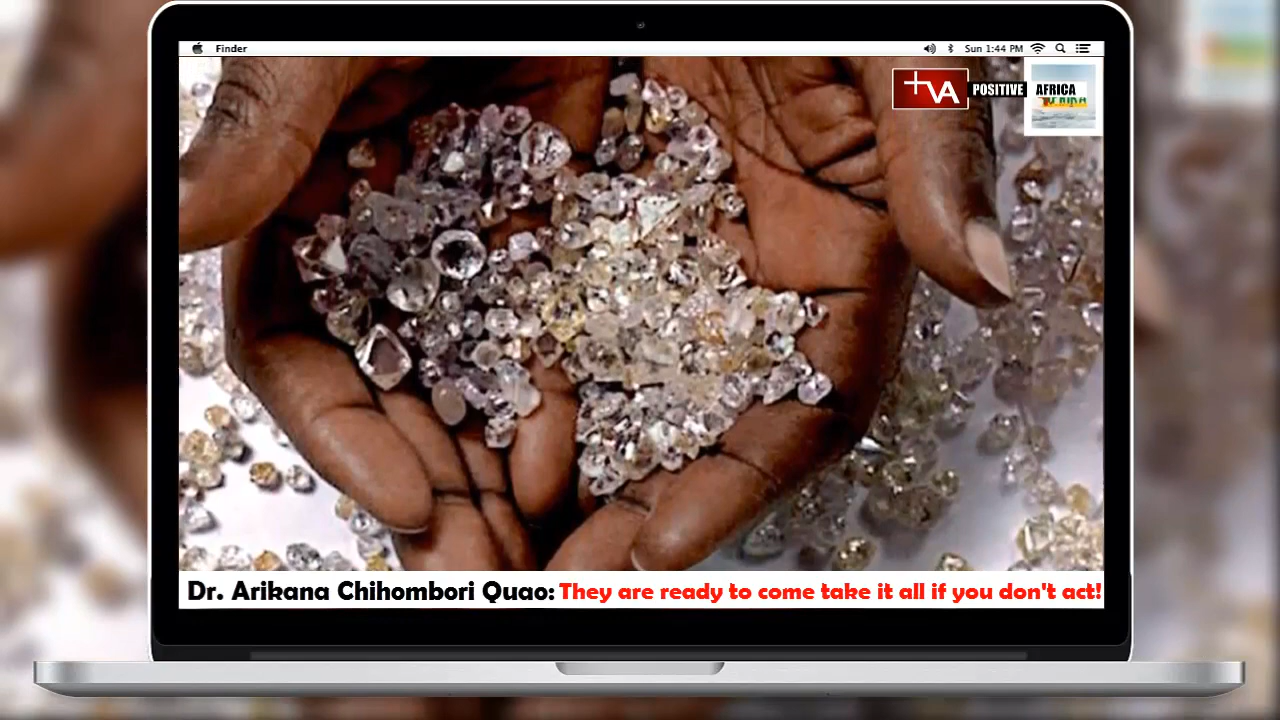 Finder
Sun 1:44 PM
+VA POSITIVE AFRICA
Dr. Arikana Chihombori Quao: They are ready to come take it all if you don't act!